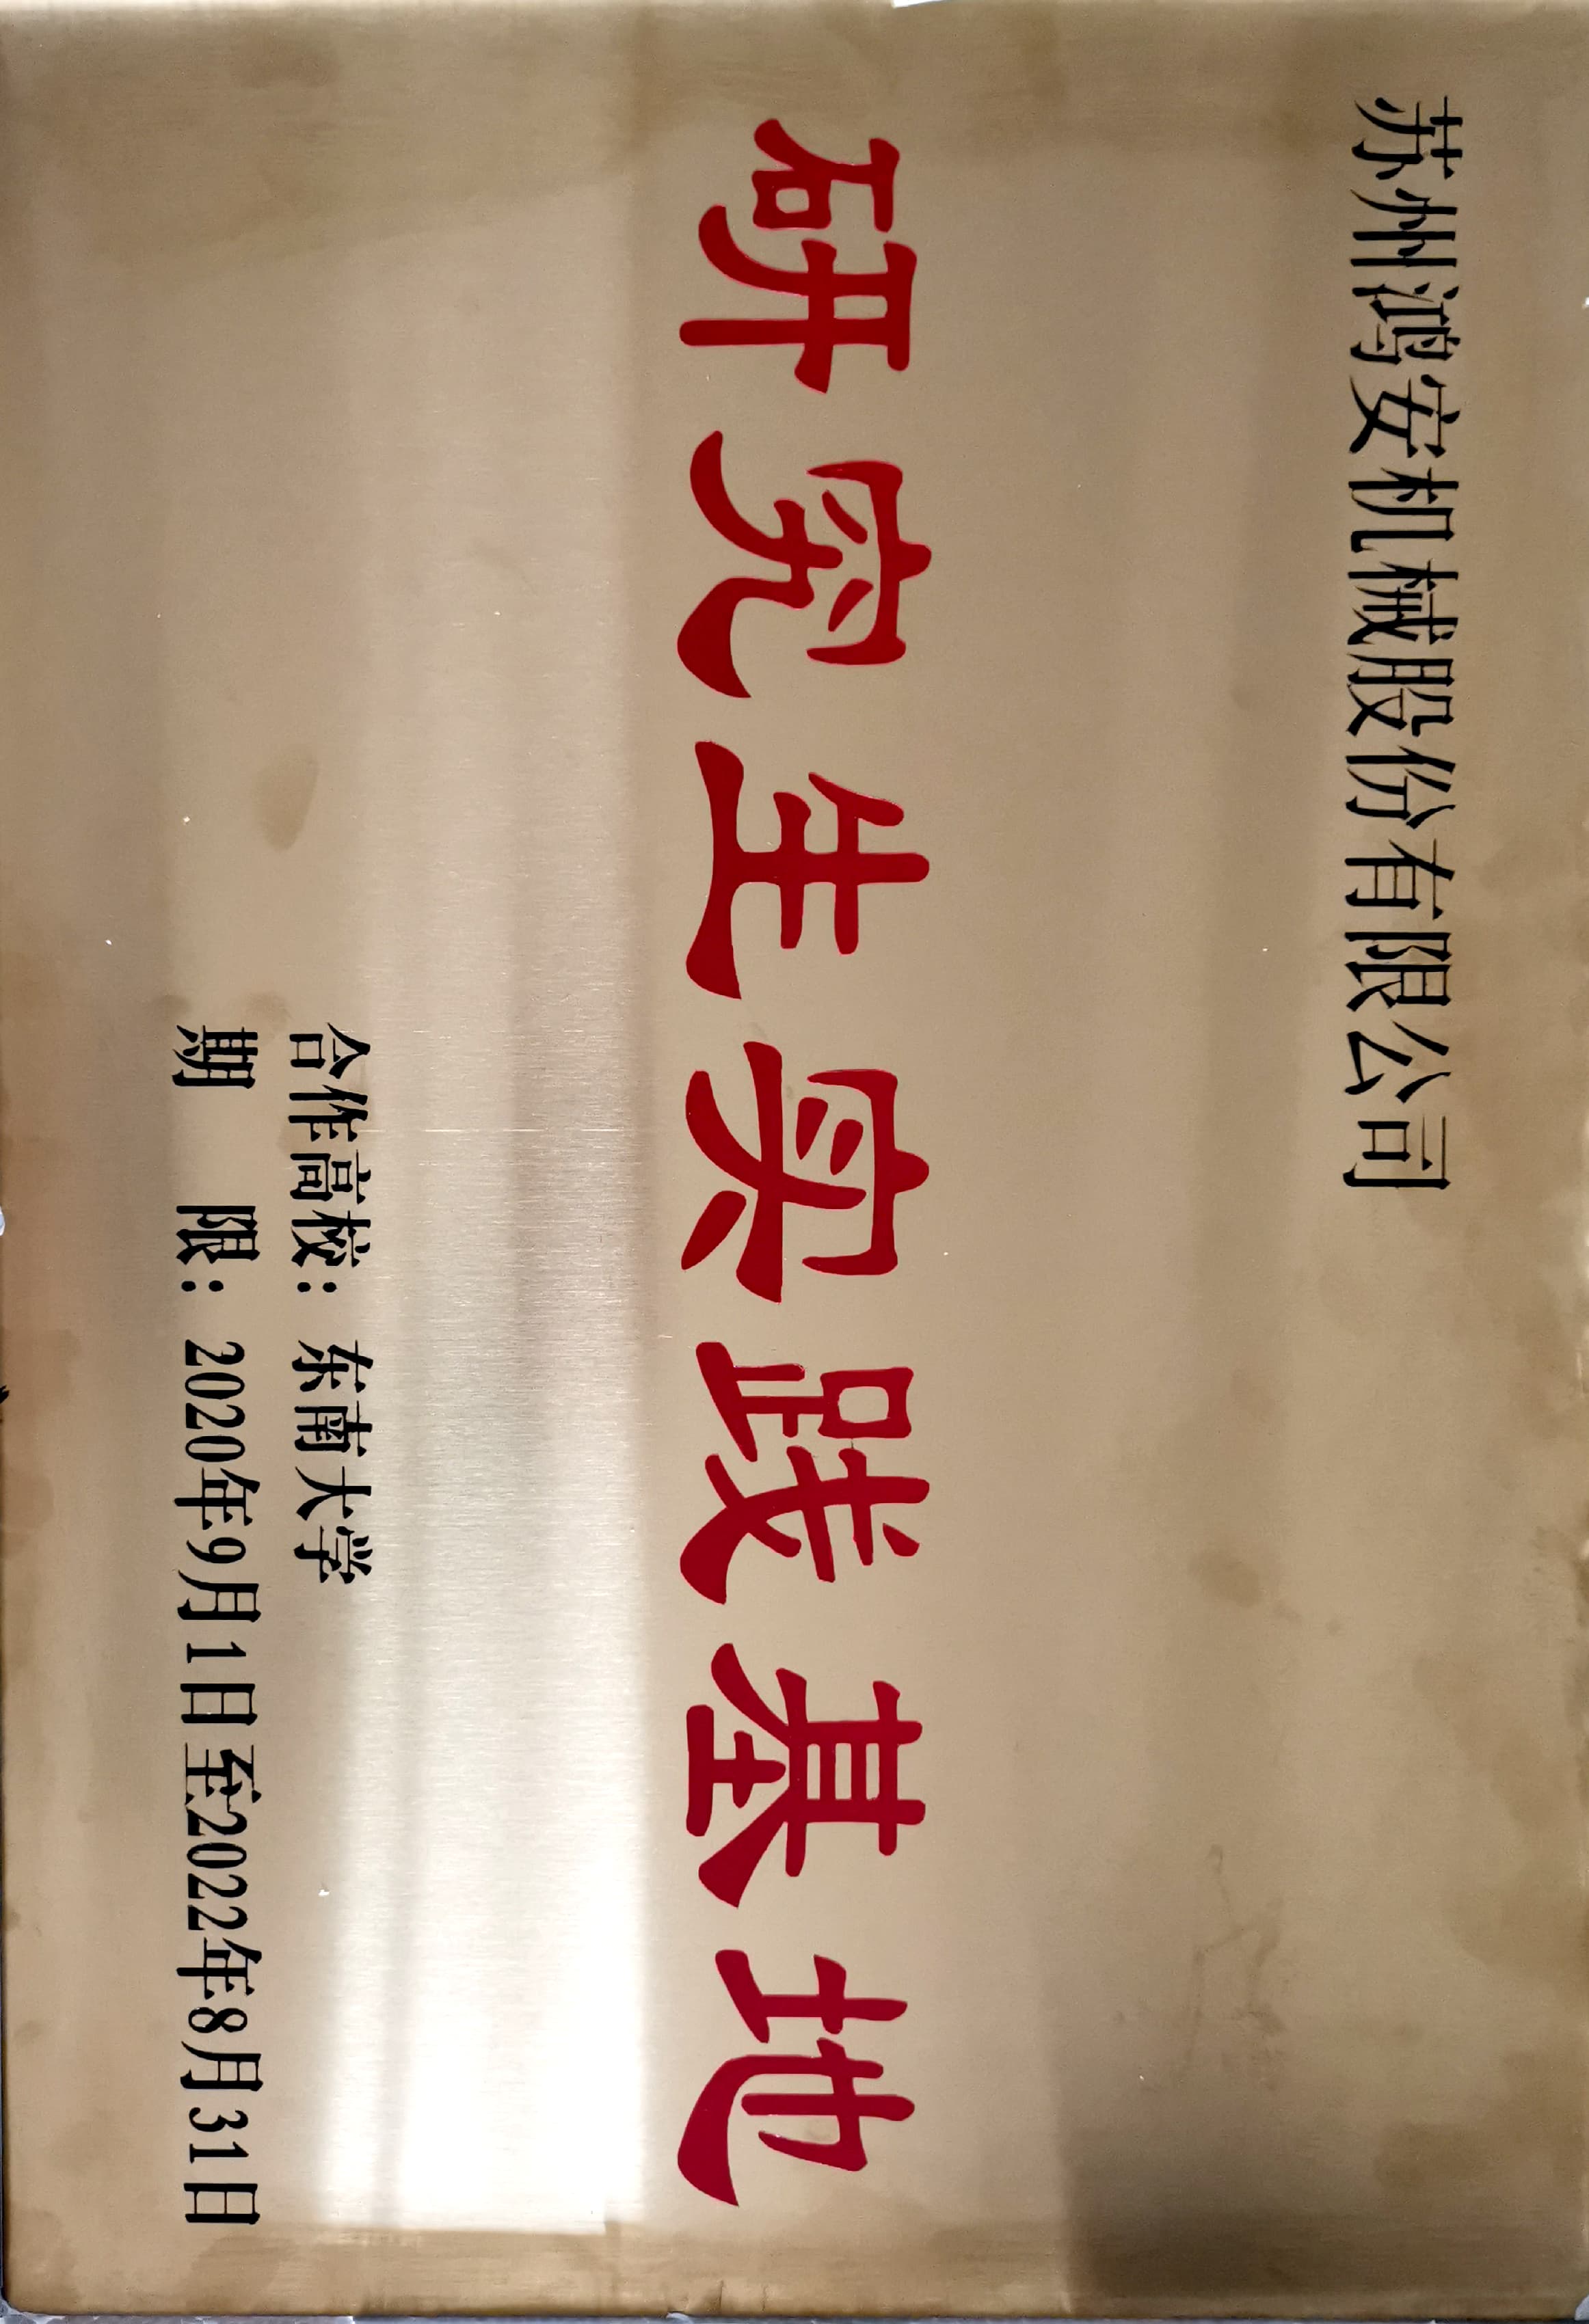 苏州鸿安机械股份有限公司
研究生实践基地
合作高校：东南大学
期 限：2020年9月1日至2022年8月31日